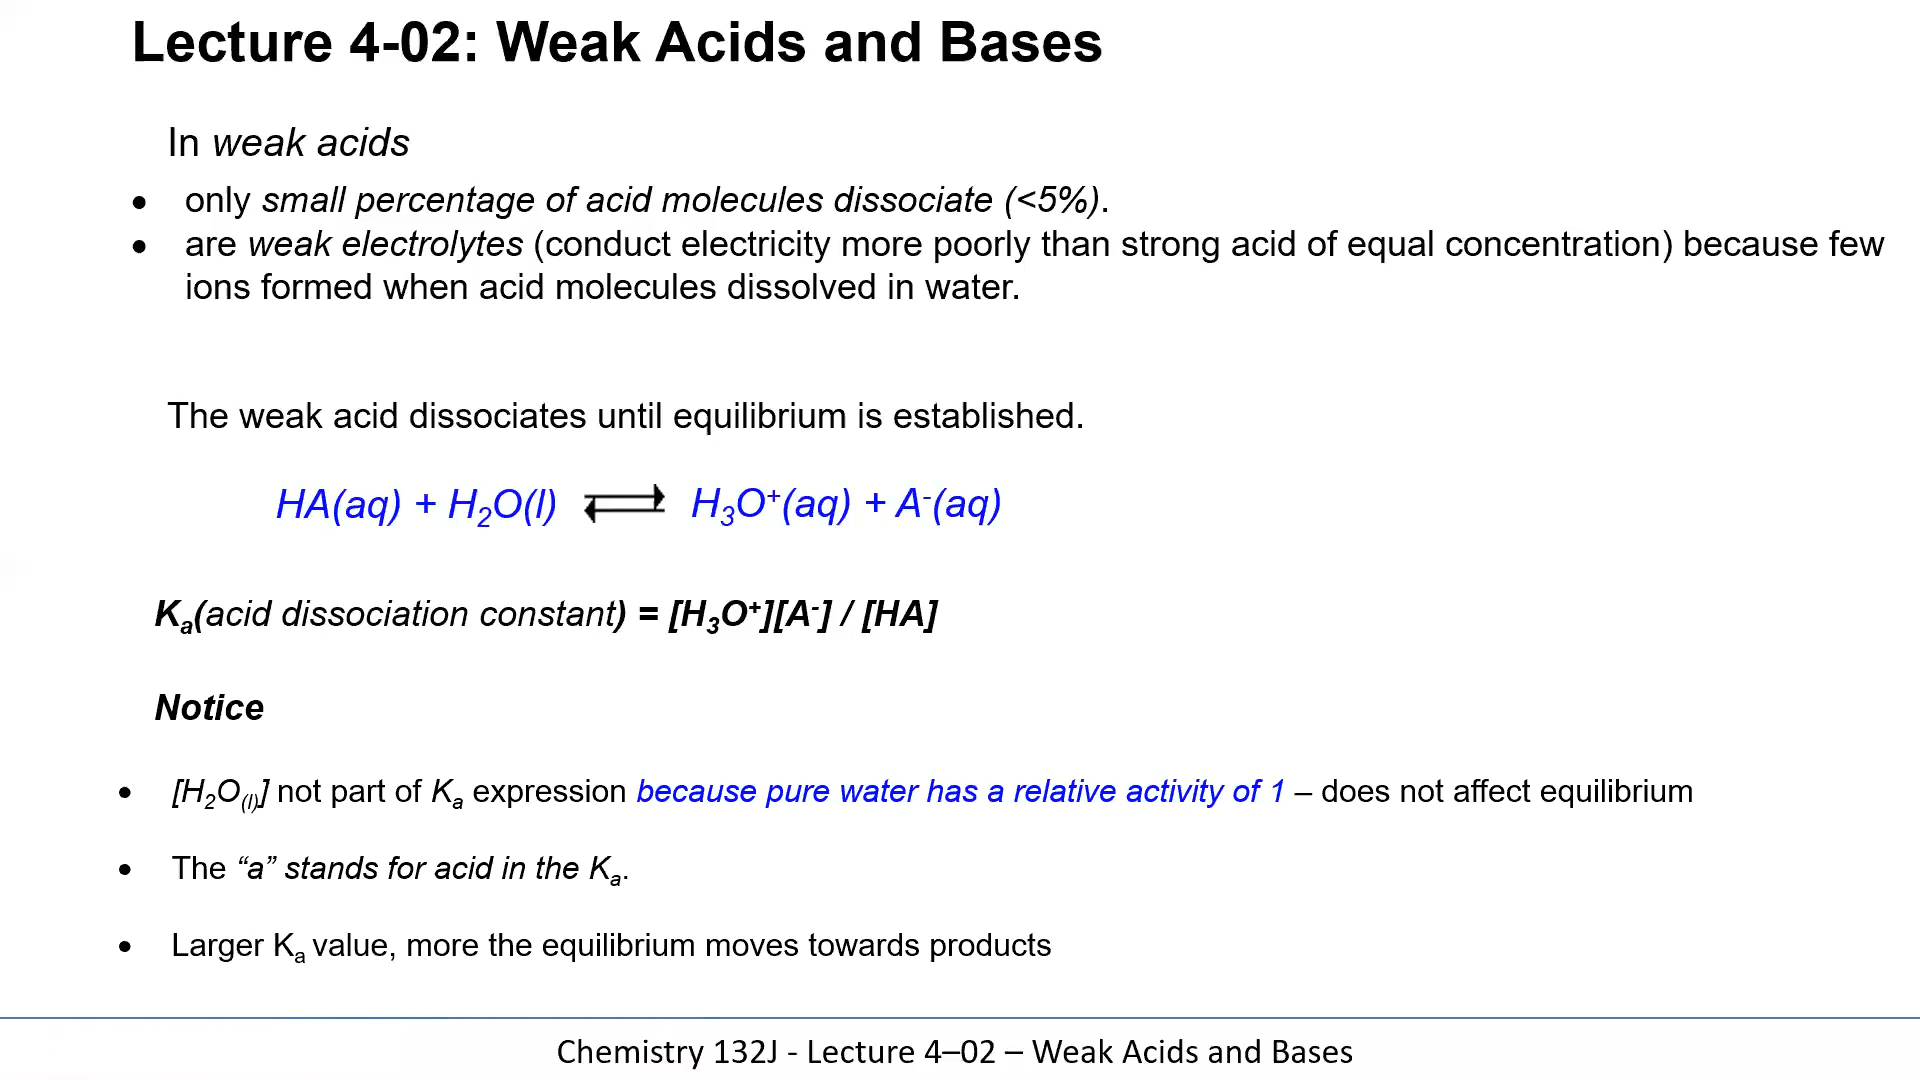 Lecture 4-02: Weak Acids and Bases
In weak acids
• only small percentage of acid molecules dissociate (<5%).
• are weak electrolytes (conduct electricity more poorly than strong acid of equal concentration) because few
ions formed when acid molecules dissolved in water.
The weak acid dissociates until equilibrium is established.
HA(aq) + H₂O(l) ⇌ H₃O⁺(aq) + A⁻(aq)
Kₐ(acid dissociation constant) = [H₃O⁺][A⁻] / [HA]
Notice
• [H₂O₍l₎] not part of Kₐ expression because pure water has a relative activity of 1 – does not affect equilibrium
• The “a” stands for acid in the Kₐ.
• Larger Kₐ value, more the equilibrium moves towards products
Chemistry 132J - Lecture 4–02 – Weak Acids and Bases